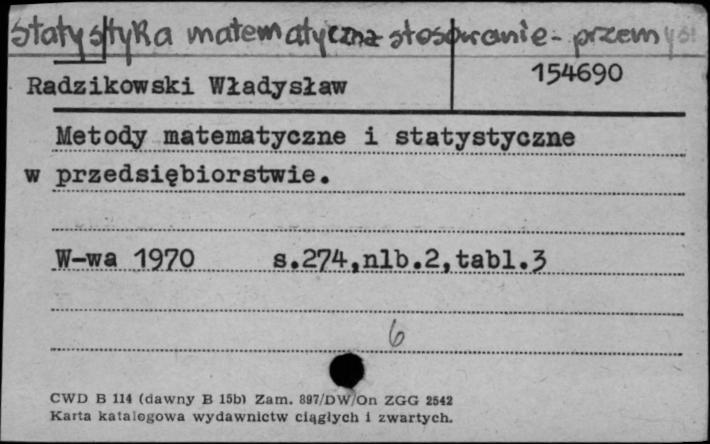 statystyka matematyczna-stosowanie-przemysł
154690
Radzikowski Władysław
Metody matematyczne i statystyczne
w przedsiębiorstwie.
W-wa 1970 s.274,nlb.2,tabl.3
6
CWD B 114 (dawny B 15b) Zam. 897/DW/On ZGG 2542
Karta katalogowa wydawnictw ciągłych i zwartych.